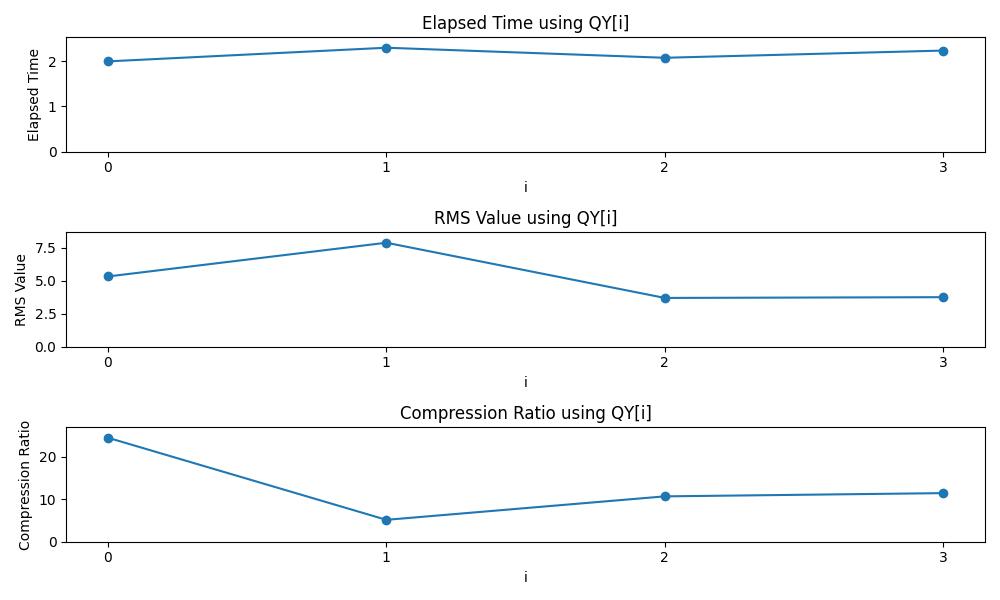 Elapsed Time using QY[i]
Elapsed Time
2
1
0
0 1 2 3
i
RMS Value using QY[i]
RMS Value
7.5
5.0
2.5
0.0
0 1 2 3
i
Compression Ratio using QY[i]
Compression Ratio
20
10
0
0 1 2 3
i